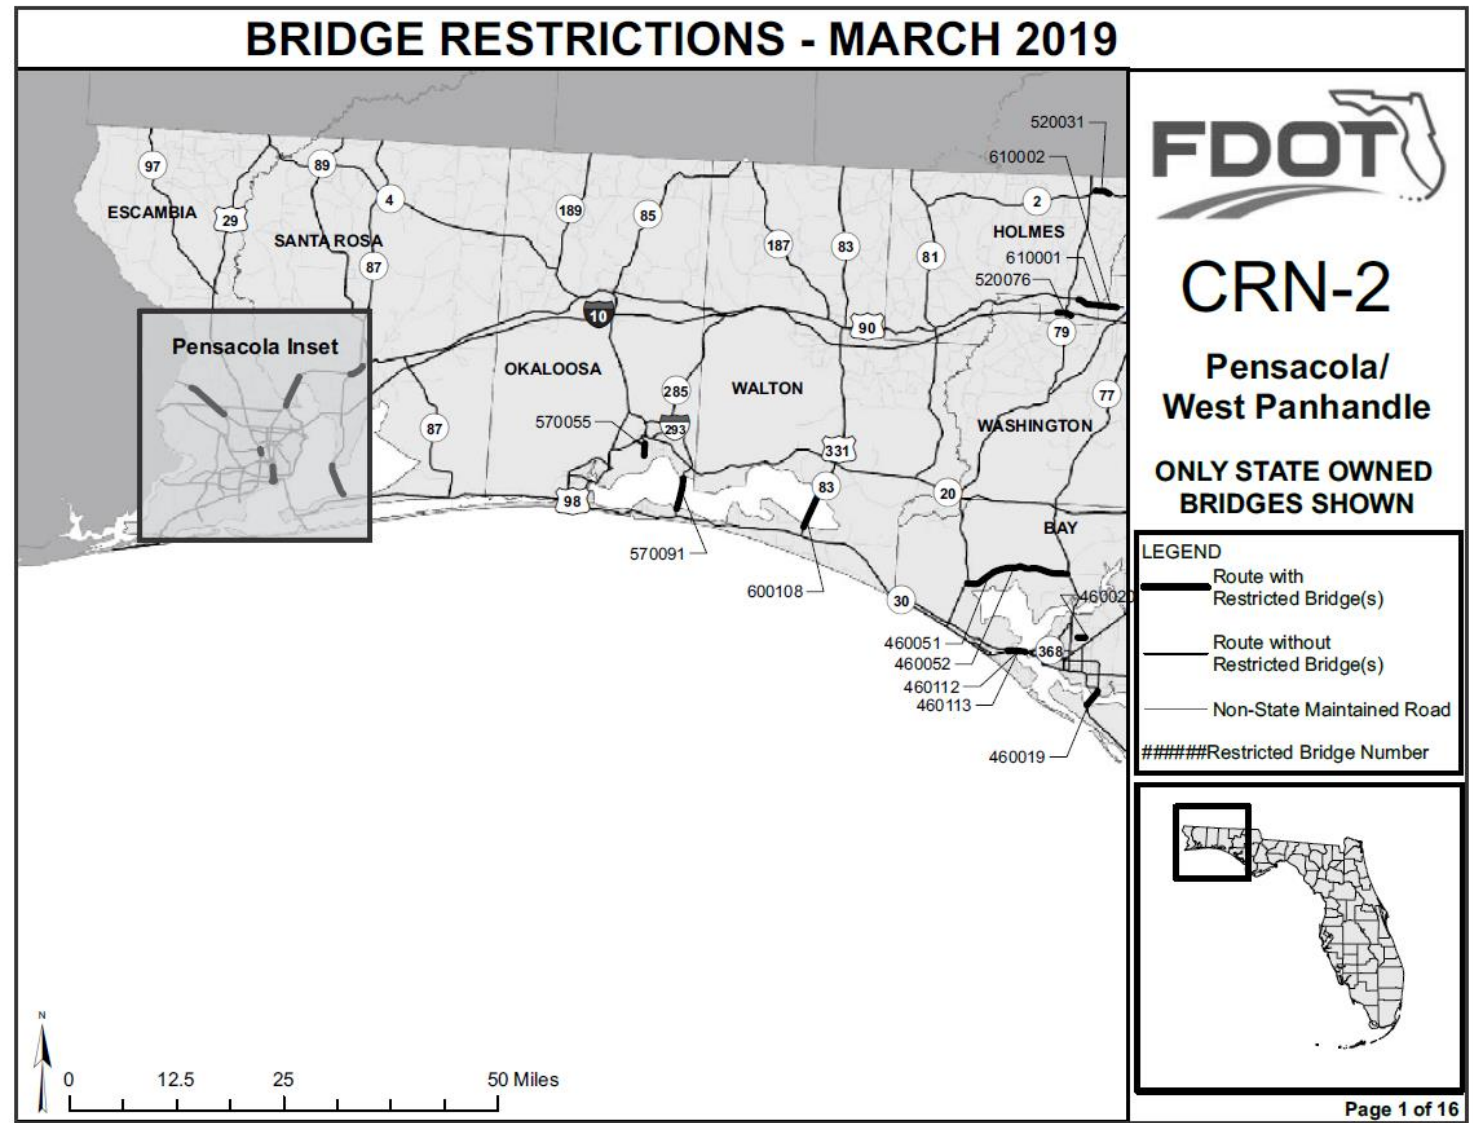 BRIDGE RESTRICTIONS - MARCH 2019
520031
610002
97
89
4
ESCAMBIA
29
SANTA ROSA
87
189
85
187
83
81
2
HOLMES
610001
520076
10
90
79
Pensacola Inset
OKALOOSA
285
WALTON
77
87
570055
293
WASHINGTON
331
83
98
20
BAY
570091
600108
30
460020
460051
368
460052
460112
460113
460019
N
0 12.5 25 50 Miles
FDOT
CRN-2
Pensacola/
West Panhandle
ONLY STATE OWNED
BRIDGES SHOWN
LEGEND
Route with
Restricted Bridge(s)
Route without
Restricted Bridge(s)
Non-State Maintained Road
######Restricted Bridge Number
Page 1 of 16